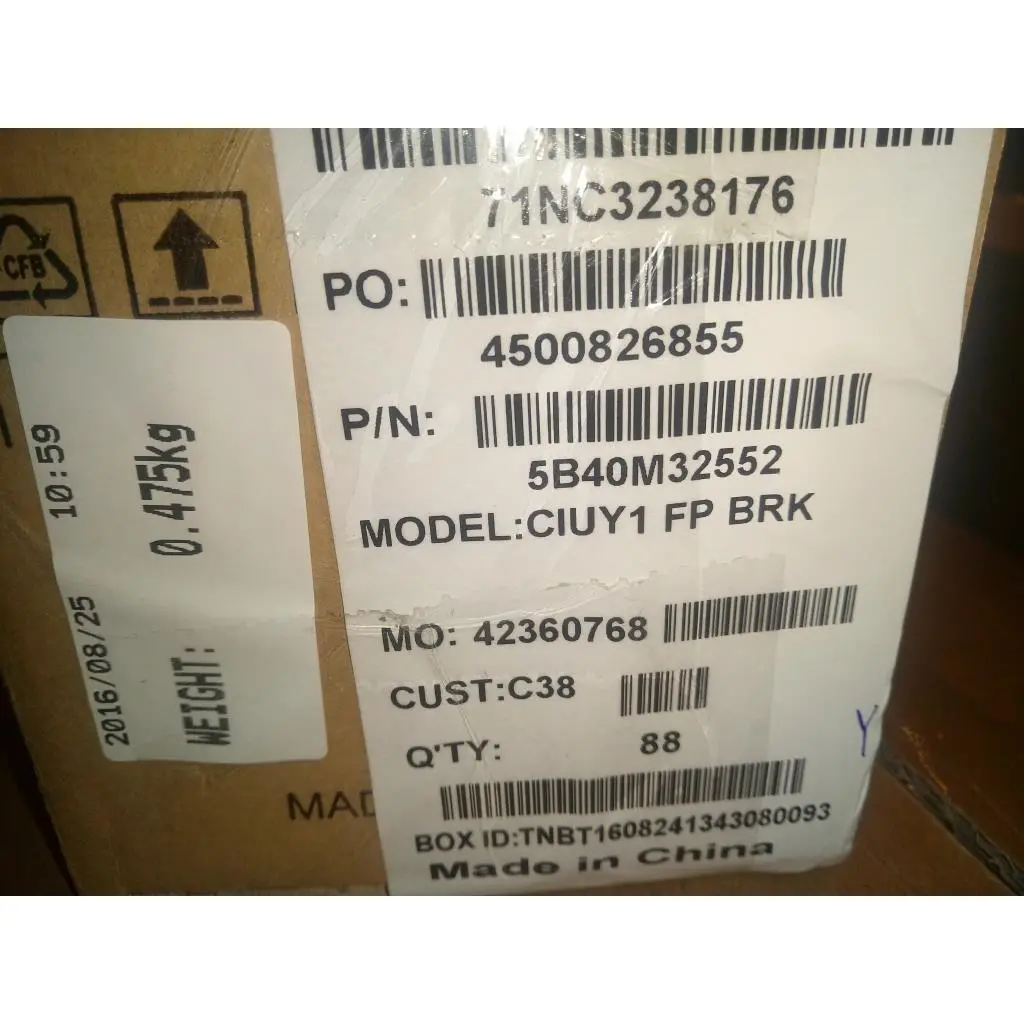 71NC3238176
PO:
4500826855
P/N:
5B40M32552
MODEL:CIUY1 FP BRK
MO: 42360768
CUST:C38
Q'TY: 88
BOX ID:TNBT1608241343080093
Made in China
CFB
2016/08/25 10:59
WEIGHT: 0.475kg
MAD
Y